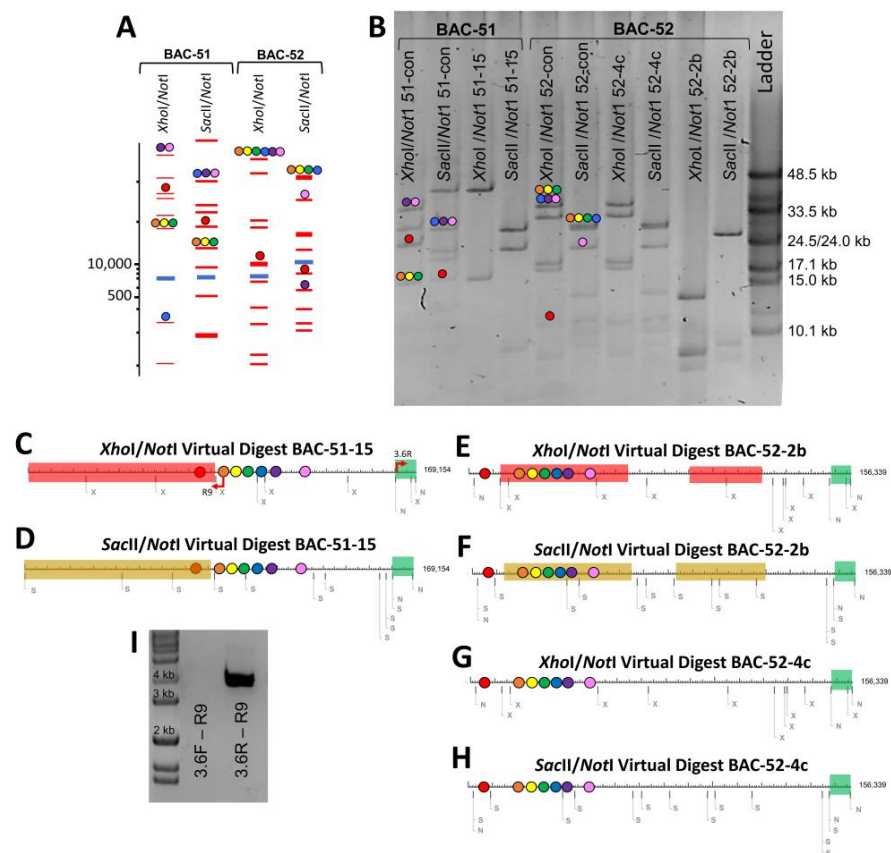 A
BAC-51
BAC-52
XhoI/NotI
SacII/NotI
XhoI/NotI
SacII/NotI
10,000
500
B
BAC-51
BAC-52
XhoI/Not1 51-con
SacII/Not1 51-con
XhoI /Not1 51-15
SacII /Not1 51-15
XhoI /Not1 52-con
SacII /Not1 52-con
XhoI /Not1 52-4c
SacII /Not1 52-4c
XhoI /Not1 52-2b
SacII /Not1 52-2b
Ladder
48.5 kb
33.5 kb
24.5/24.0 kb
17.1 kb
15.0 kb
10.1 kb
C
XhoI/NotI Virtual Digest BAC-51-15
3.6R
169,154
R9
X X X X X X X N
N
D
SacII/NotI Virtual Digest BAC-51-15
169,154
S S S S S S S N
N
S
S
S
E
XhoI/NotI Virtual Digest BAC-52-2b
156,339
N X X X X X X N
X X X N
X
F
SacII/NotI Virtual Digest BAC-52-2b
156,339
S S S S S S S N
N
G
XhoI/NotI Virtual Digest BAC-52-4c
156,339
N X X X X X N
H
SacII/NotI Virtual Digest BAC-52-4c
156,339
S S S S S S N
N
I
4 kb
3 kb
2 kb
3.6F – R9
3.6R – R9